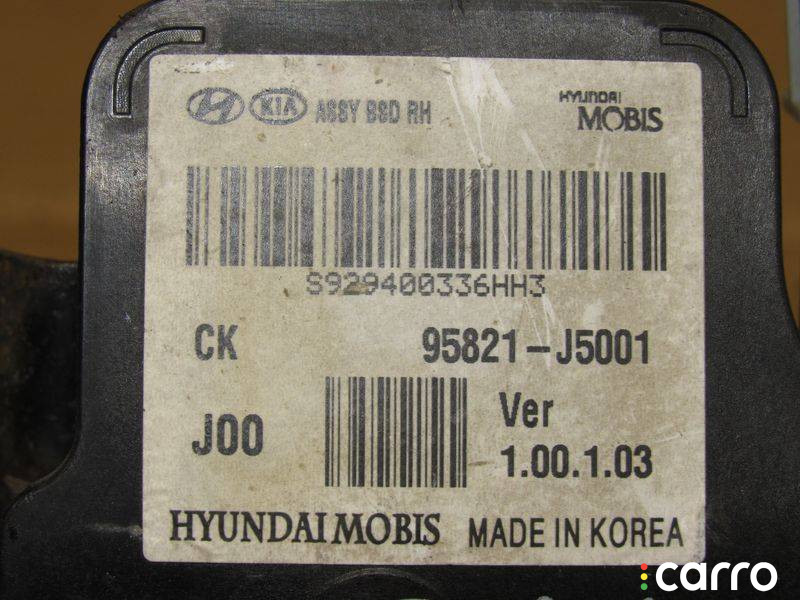 KIA ASSY BSD RH
HYUNDAI
MOBIS
S929400336HH3
CK 95821-J5001
J00 Ver
1.00.1.03
HYUNDAI MOBIS MADE IN KOREA
carro